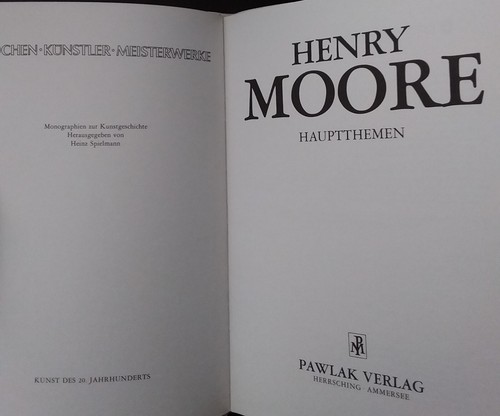 OCHEN·KÜNSTLER·MEISTERWERKE
Monographien zur Kunstgeschichte
Herausgegeben von
Heinz Spielmann
KUNST DES 20. JAHRHUNDERTS
HENRY
MOORE
HAUPTTHEMEN
PAWLAK VERLAG
HERRSCHING AMMERSEE